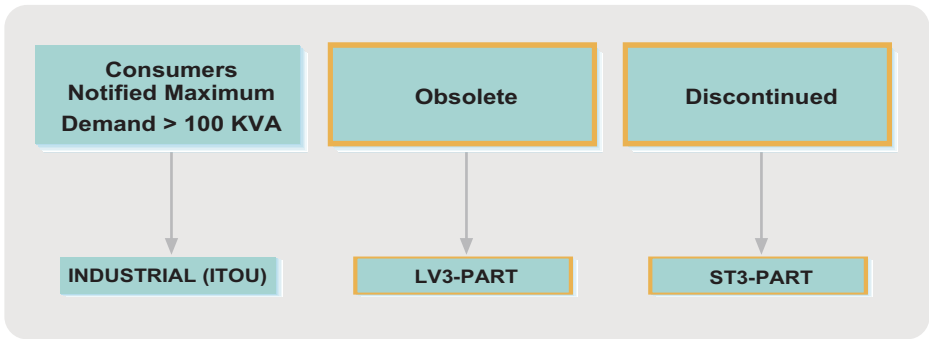 Consumers
Notified Maximum
Demand > 100 KVA
Obsolete
Discontinued
INDUSTRIAL (ITOU)
LV3-PART
ST3-PART